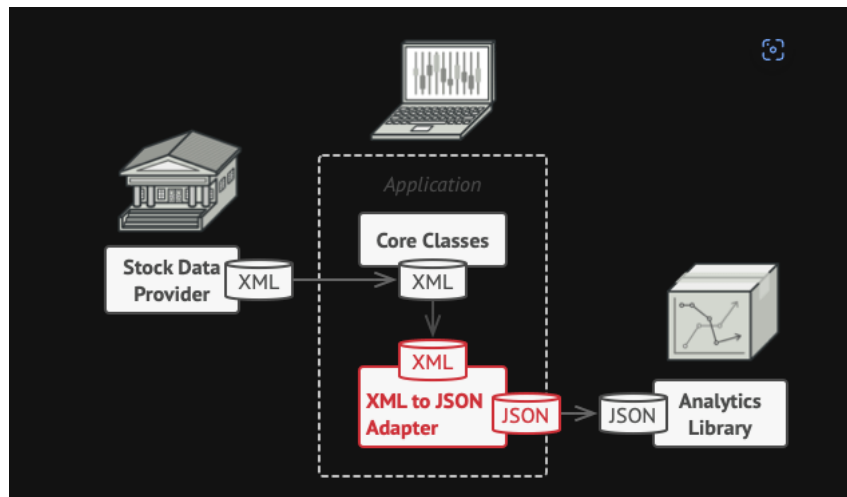 Application
Core Classes
XML
Stock Data
Provider
XML
XML
XML to JSON
Adapter
JSON
JSON
Analytics
Library